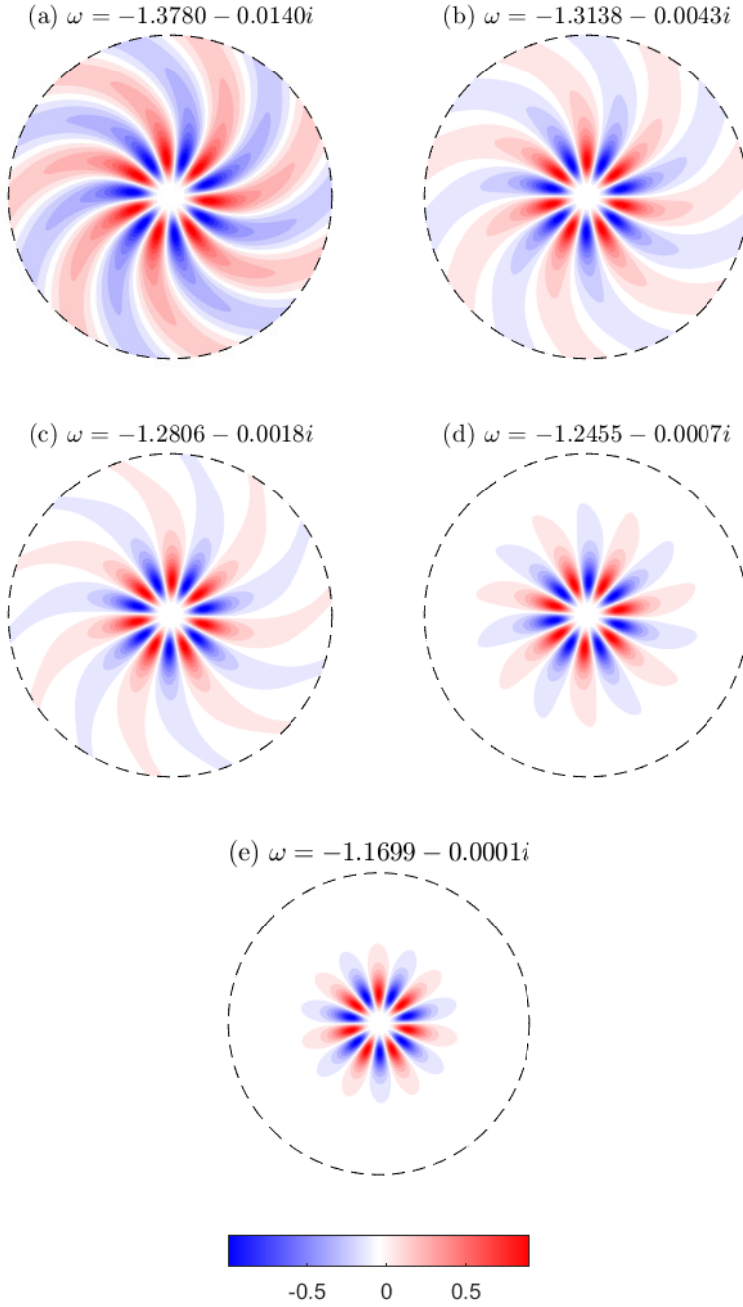 (a) ω = −1.3780 − 0.0140i
(b) ω = −1.3138 − 0.0043i
(c) ω = −1.2806 − 0.0018i
(d) ω = −1.2455 − 0.0007i
(e) ω = −1.1699 − 0.0001i
-0.5 0 0.5